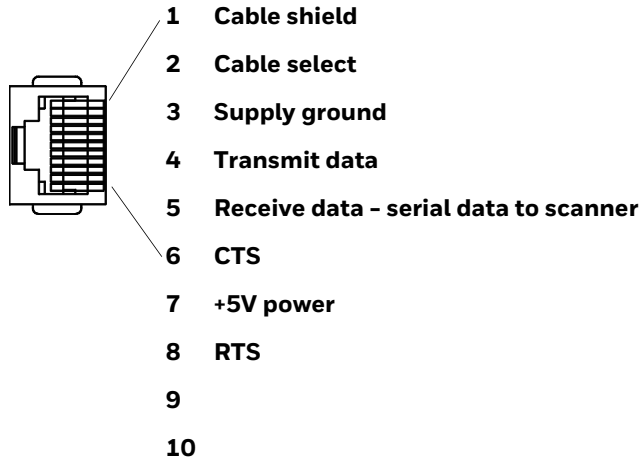 1 Cable shield
2 Cable select
3 Supply ground
4 Transmit data
5 Receive data – serial data to scanner
6 CTS
7 +5V power
8 RTS
9
10